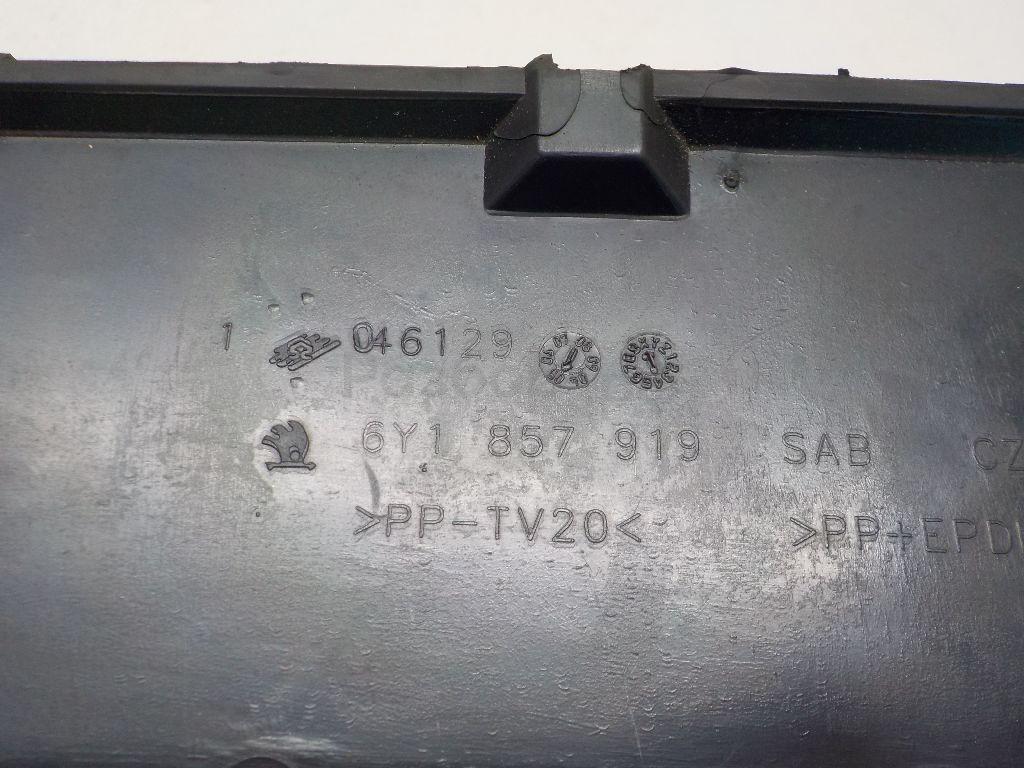 1 046129
6Y1 857 919 SAB CZ
>PP-TV20< >PP+EPD